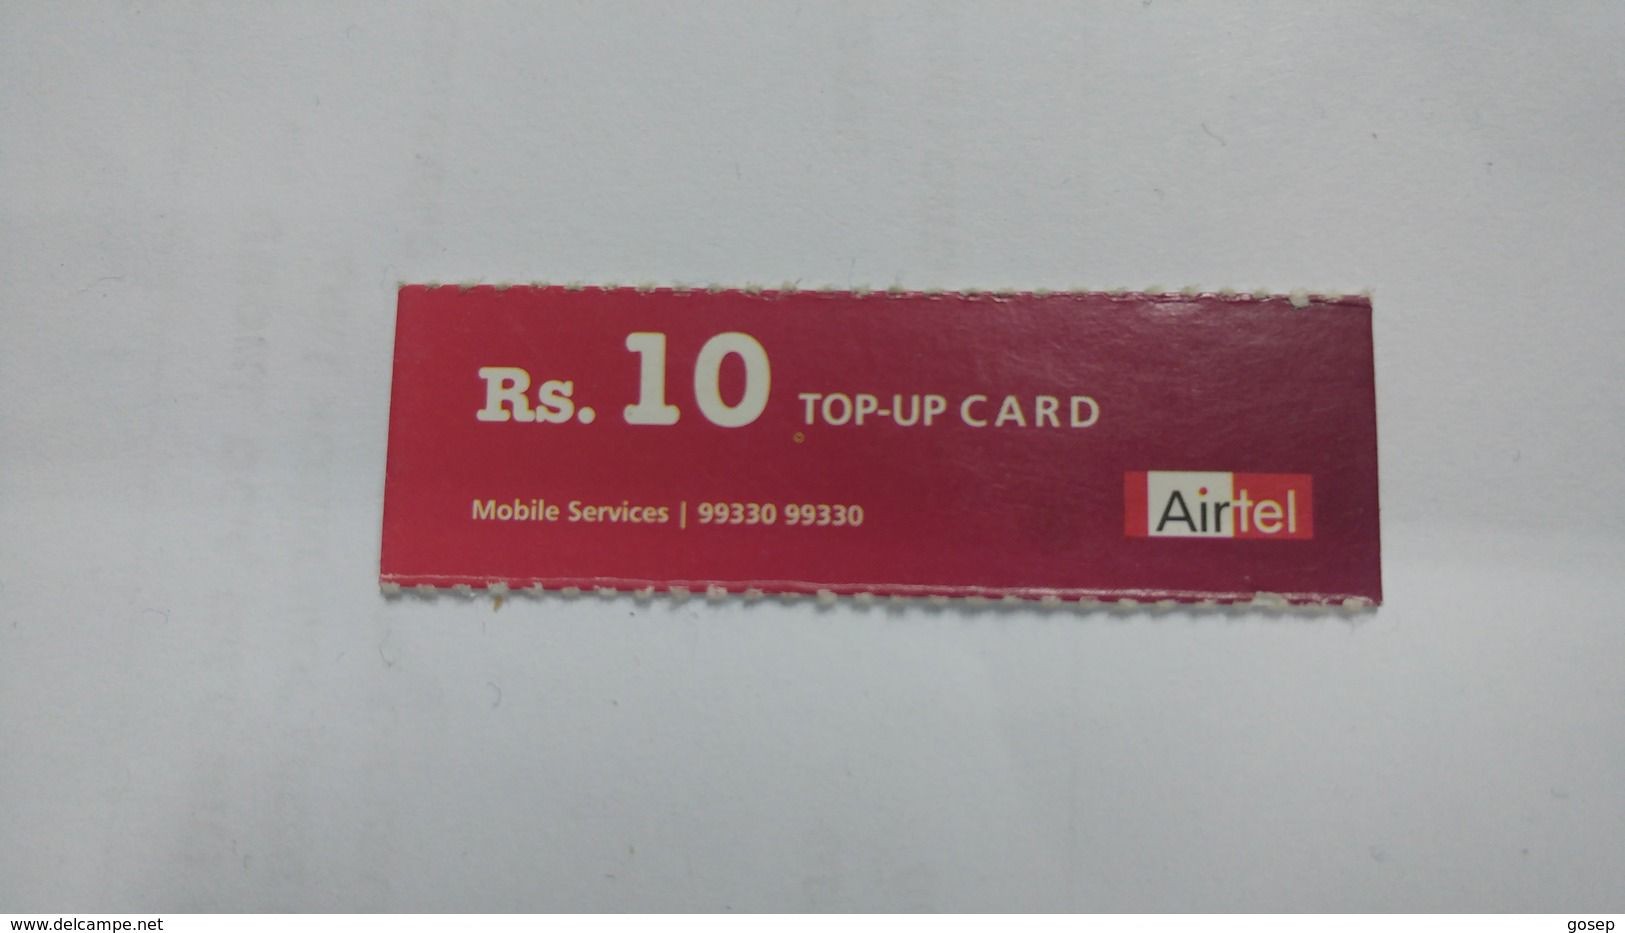 Rs. 10 TOP-UP CARD
Mobile Services | 99330 99330
Airtel
www.delcampe.net
gosep